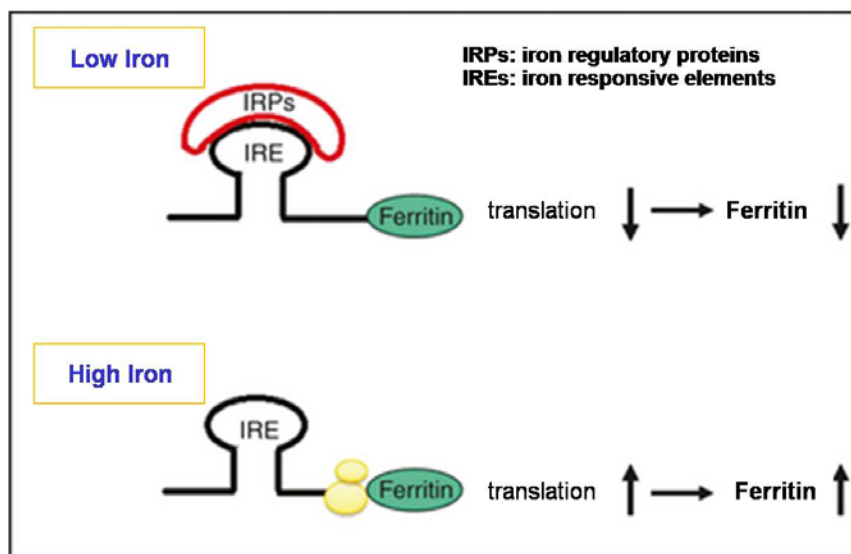 Low Iron
IRPs: iron regulatory proteins
IREs: iron responsive elements
IRPs
IRE
Ferritin translation Ferritin
High Iron
IRE
Ferritin translation Ferritin